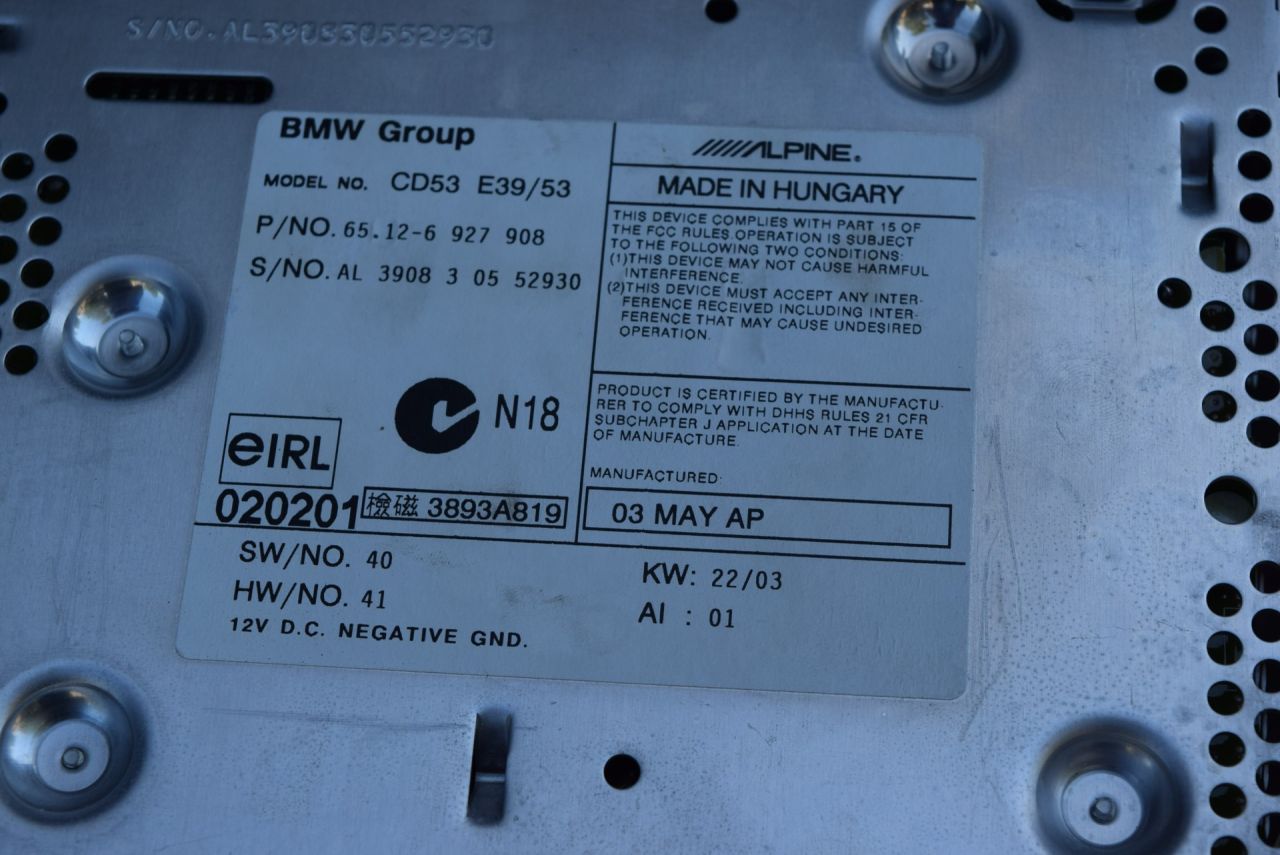 S/NO.AL390830552930
BMW Group
MODEL NO. CD53 E39/53
P/NO. 65.12-6 927 908
S/NO. AL 3908 3 05 52930
N18
eIRL
020201
檢磁 3893A819
ALPINE®
MADE IN HUNGARY
THIS DEVICE COMPLIES WITH PART 15 OF
THE FCC RULES.OPERATION IS SUBJECT
TO THE FOLLOWING TWO CONDITIONS:
(1)THIS DEVICE MAY NOT CAUSE HARMFUL
INTERFERENCE.
(2)THIS DEVICE MUST ACCEPT ANY INTER-
FERENCE RECEIVED INCLUDING INTER-
FERENCE THAT MAY CAUSE UNDESIRED
OPERATION.
PRODUCT IS CERTIFIED BY THE MANUFACTU-
RER TO COMPLY WITH DHHS RULES 21 CFR
SUBCHAPTER J APPLICATION AT THE DATE
OF MANUFACTURE.
MANUFACTURED:
03 MAY AP
SW/NO. 40
HW/NO. 41
12V D.C. NEGATIVE GND.
KW: 22/03
AI : 01